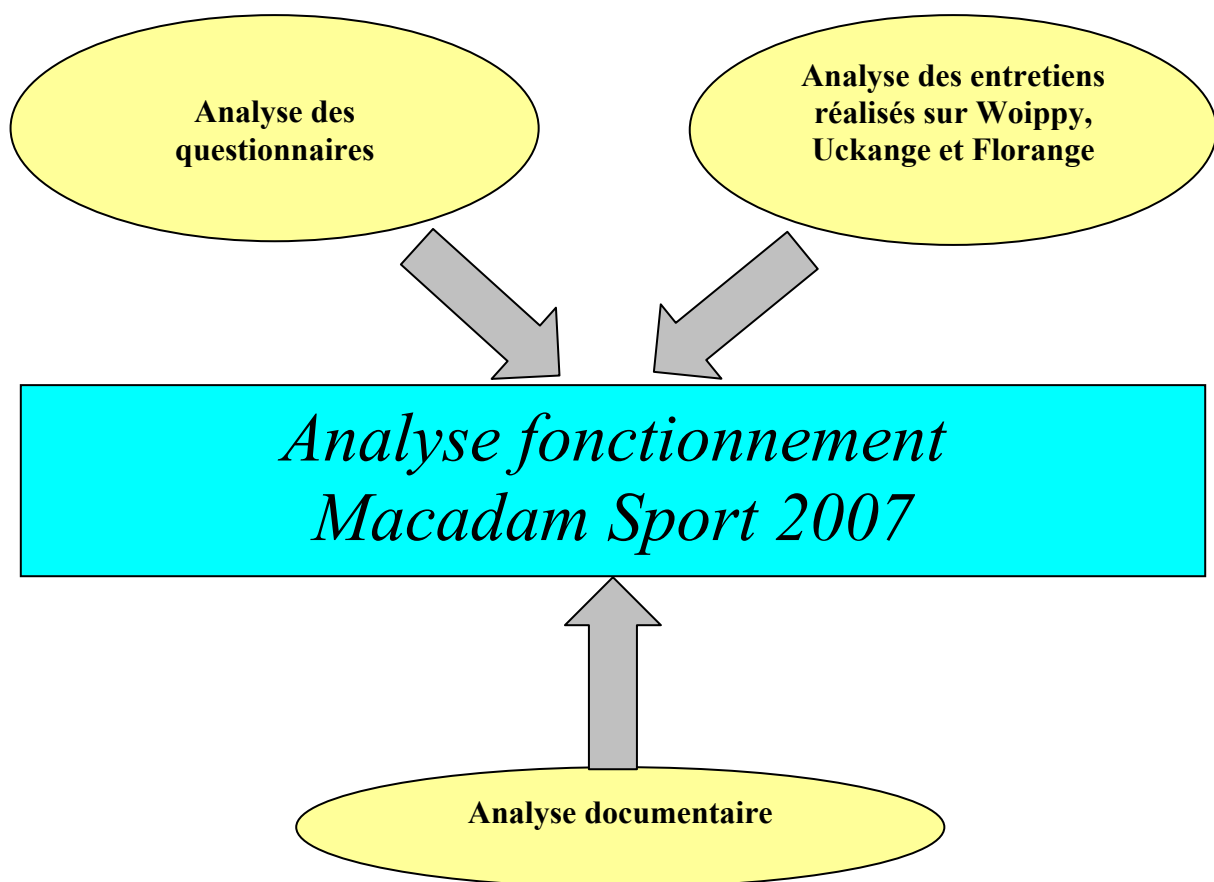 Analyse des
questionnaires
Analyse des entretiens
réalisés sur Woippy,
Uckange et Florange
Analyse fonctionnement
Macadam Sport 2007
Analyse documentaire